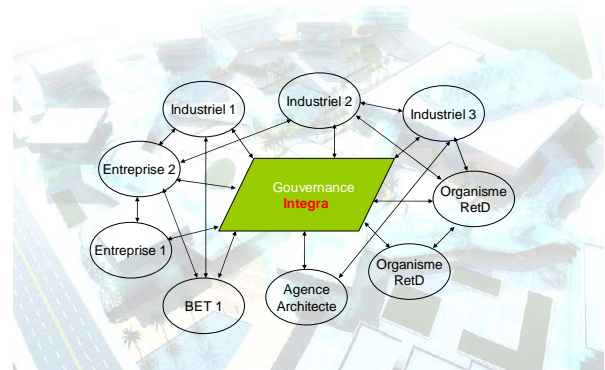 Industriel 1
Industriel 2
Industriel 3
Entreprise 2
Gouvernance
Integra
Organisme
RetD
Entreprise 1
Organisme
RetD
Agence
Architecte
BET 1